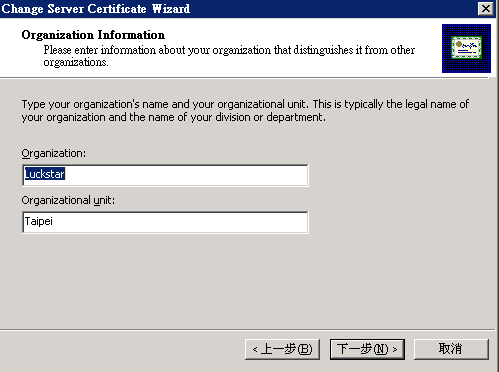 Change Server Certificate Wizard
Organization Information
Please enter information about your organization that distinguishes it from other
organizations.
Type your organization's name and your organizational unit. This is typically the legal name of
your organization and the name of your division or department.
Organization:
Luckstar
Organizational unit:
Taipei
< 上一步(B) 下一步(N) > 取消